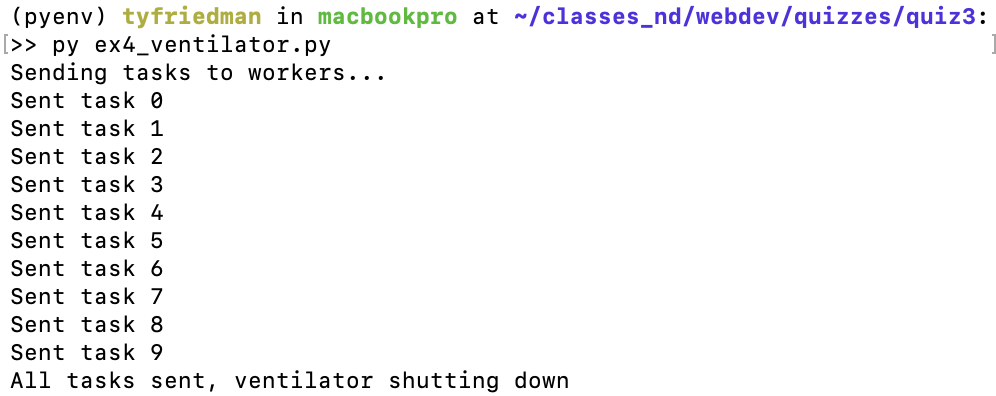 (pyenv) tyfriedman in macbookpro at ~/classes_nd/webdev/quizzes/quiz3:
[>> py ex4_ventilator.py ]
Sending tasks to workers...
Sent task 0
Sent task 1
Sent task 2
Sent task 3
Sent task 4
Sent task 5
Sent task 6
Sent task 7
Sent task 8
Sent task 9
All tasks sent, ventilator shutting down